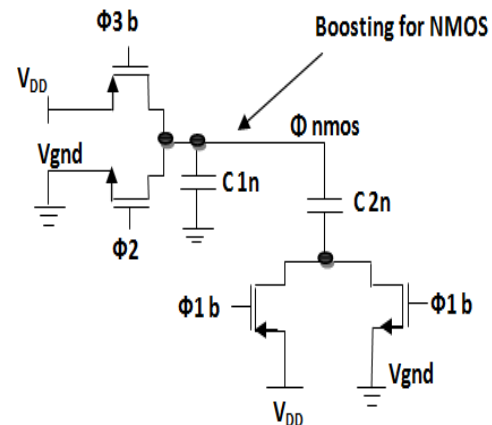 Φ3 b
Boosting for NMOS
VDD
Φ nmos
Vgnd
C 1n
C 2n
Φ2
Φ1 b
Φ1 b
Vgnd
VDD